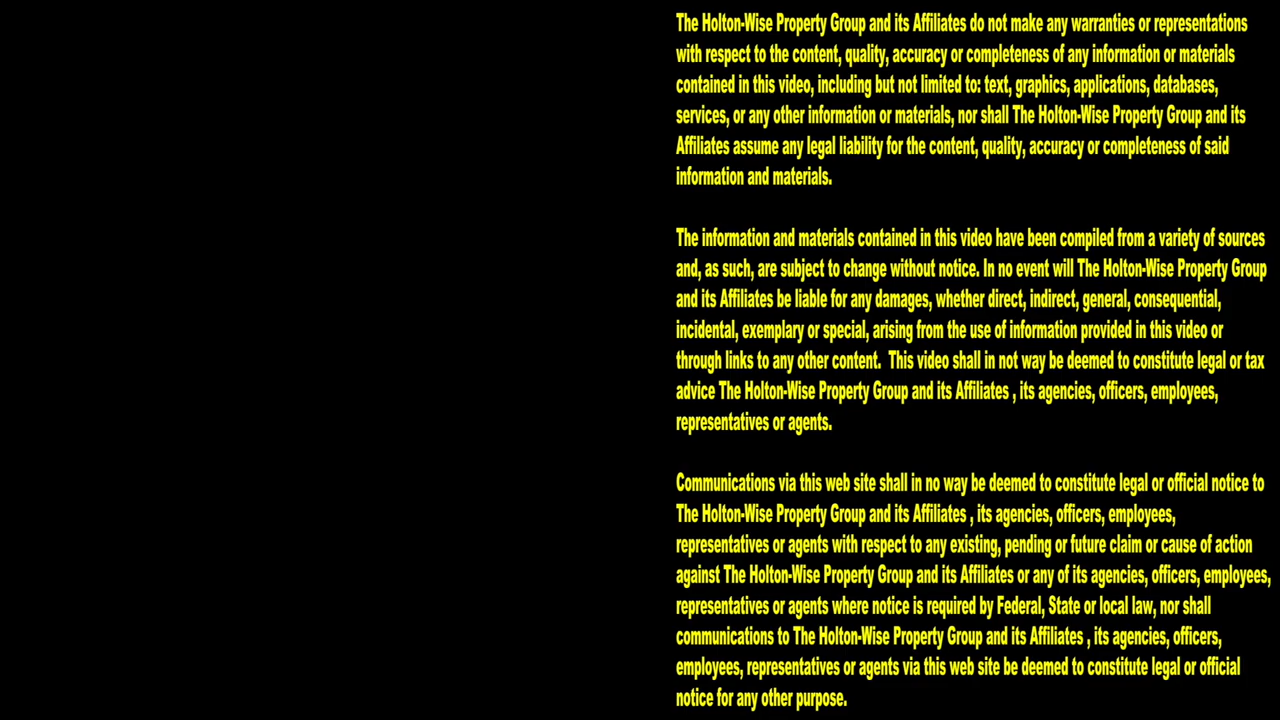 The Holton-Wise Property Group and its Affiliates do not make any warranties or representations
with respect to the content, quality, accuracy or completeness of any information or materials
contained in this video, including but not limited to: text, graphics, applications, databases,
services, or any other information or materials, nor shall The Holton-Wise Property Group and its
Affiliates assume any legal liability for the content, quality, accuracy or completeness of said
information and materials.
The information and materials contained in this video have been compiled from a variety of sources
and, as such, are subject to change without notice. In no event will The Holton-Wise Property Group
and its Affiliates be liable for any damages, whether direct, indirect, general, consequential,
incidental, exemplary or special, arising from the use of information provided in this video or
through links to any other content.  This video shall in not way be deemed to constitute legal or tax
advice The Holton-Wise Property Group and its Affiliates , its agencies, officers, employees,
representatives or agents.
Communications via this web site shall in no way be deemed to constitute legal or official notice to
The Holton-Wise Property Group and its Affiliates , its agencies, officers, employees,
representatives or agents with respect to any existing, pending or future claim or cause of action
against The Holton-Wise Property Group and its Affiliates or any of its agencies, officers, employees,
representatives or agents where notice is required by Federal, State or local law, nor shall
communications to The Holton-Wise Property Group and its Affiliates , its agencies, officers,
employees, representatives or agents via this web site be deemed to constitute legal or official
notice for any other purpose.